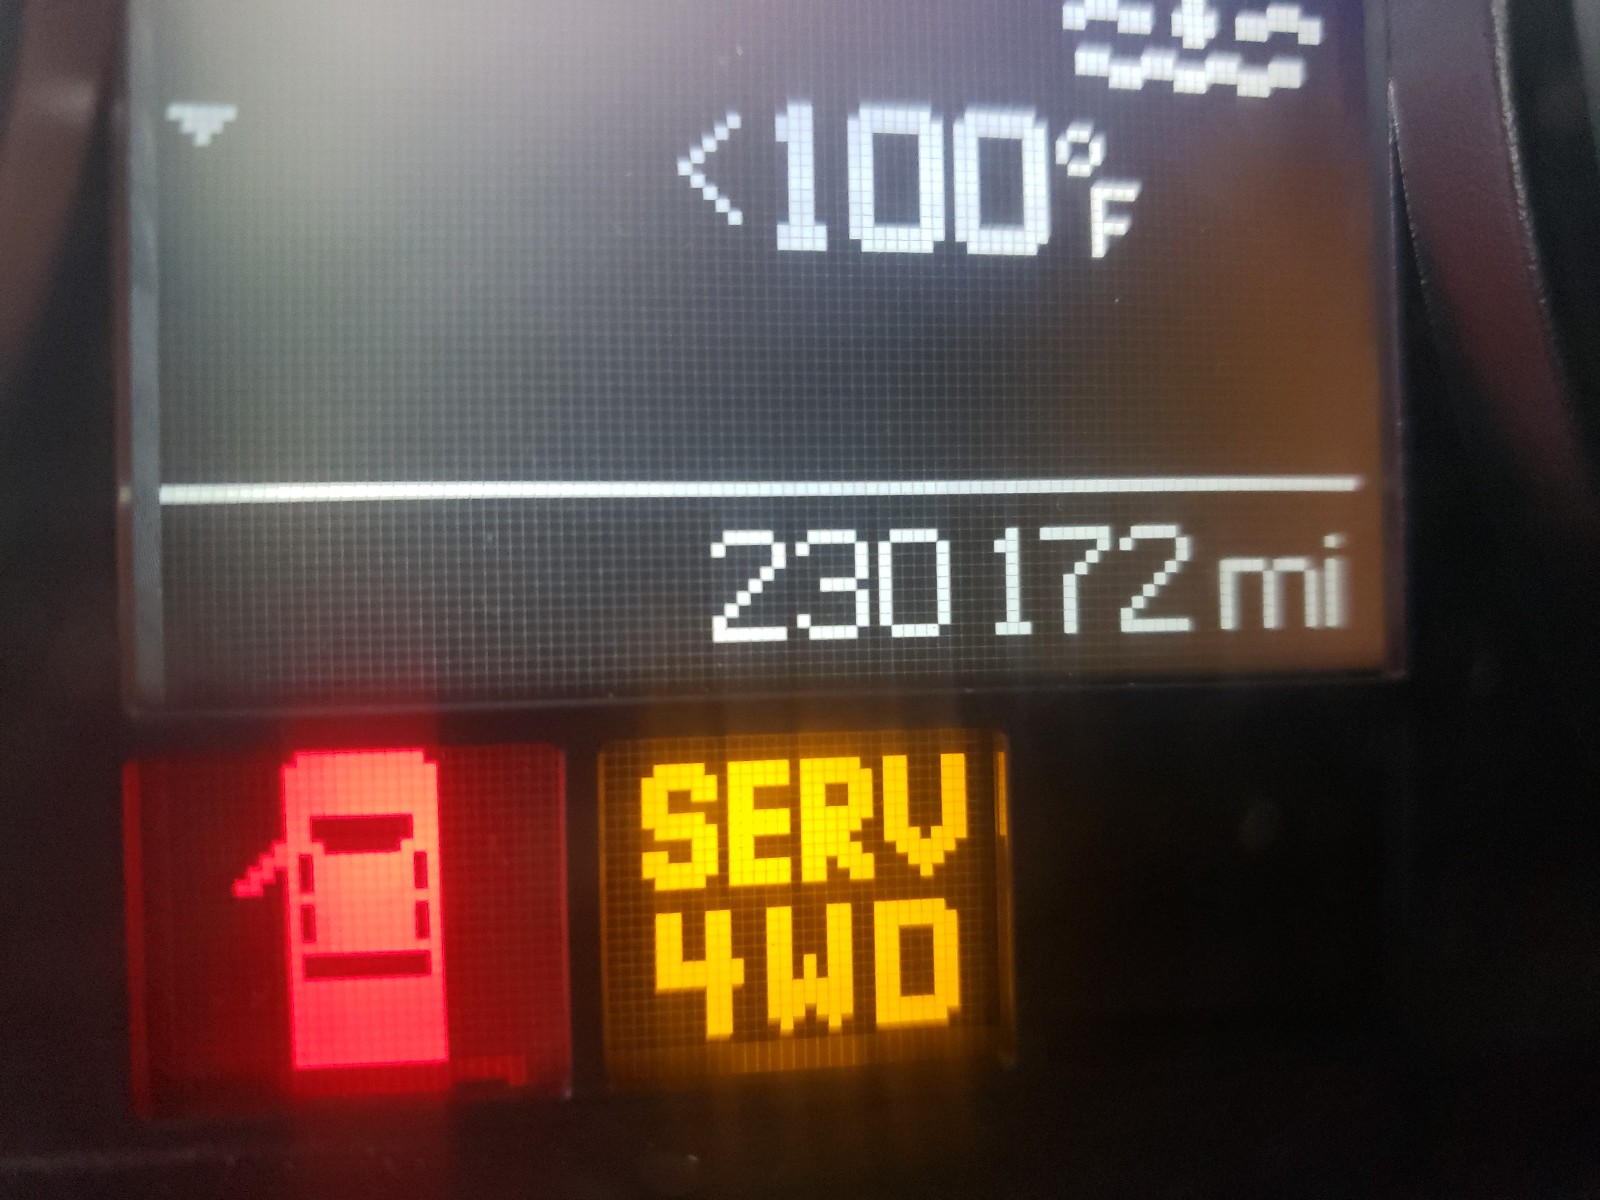 <100°F
230172 mi
SERV
4WD